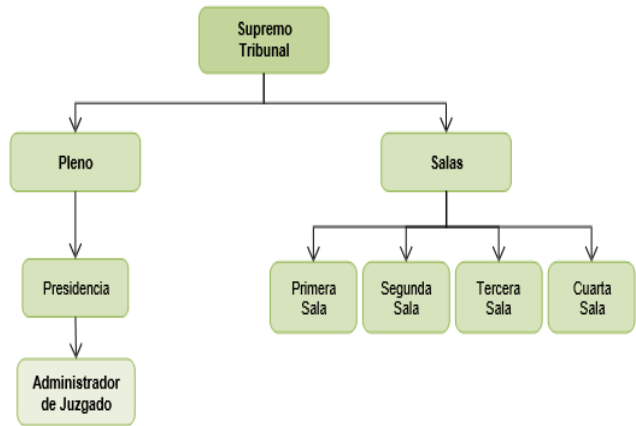 Supremo
Tribunal
Pleno
Salas
Presidencia
Primera
Sala
Segunda
Sala
Tercera
Sala
Cuarta
Sala
Administrador
de Juzgado